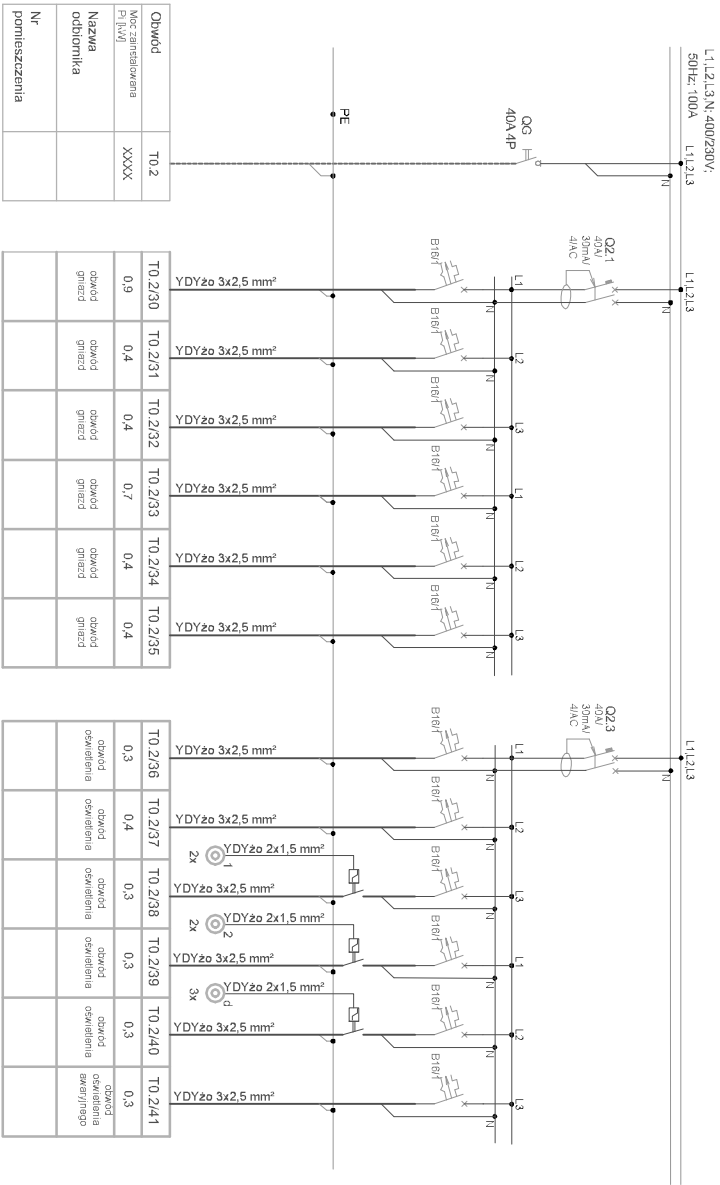 L1,L2,L3,N; 400/230V;
50Hz; 100A
L1,L2,L3
N
QG
40A 4P
PE
L1,L2,L3
N
Q2.1
40A/
30mA/
4/AC
L1
N
B16/1
YDYżo 3x2,5 mm²
L2
N
B16/1
YDYżo 3x2,5 mm²
L3
N
B16/1
YDYżo 3x2,5 mm²
L1
N
B16/1
YDYżo 3x2,5 mm²
L2
N
B16/1
YDYżo 3x2,5 mm²
L3
N
B16/1
YDYżo 3x2,5 mm²
L1,L2,L3
N
Q2.3
40A/
30mA/
4/AC
L1
N
B16/1
YDYżo 3x2,5 mm²
L2
N
B16/1
YDYżo 3x2,5 mm²
L3
N
B16/1
YDYżo 2x1,5 mm²
1
2x
YDYżo 3x2,5 mm²
L1
N
B16/1
YDYżo 2x1,5 mm²
2
2x
YDYżo 3x2,5 mm²
L2
N
B16/1
YDYżo 2x1,5 mm²
d
3x
YDYżo 3x2,5 mm²
L3
N
B16/1
YDYżo 3x2,5 mm²
Obwód
T0.2
T0.2/30
T0.2/31
T0.2/32
T0.2/33
T0.2/34
T0.2/35
T0.2/36
T0.2/37
T0.2/38
T0.2/39
T0.2/40
T0.2/41
Moc zainstalowana
Pi [kW]
XXXX
0,9
0,4
0,4
0,7
0,4
0,4
0,3
0,4
0,3
0,3
0,3
0,3
Nazwa
odbiornika
obwód
gniazd
obwód
gniazd
obwód
gniazd
obwód
gniazd
obwód
gniazd
obwód
gniazd
obwód
oświetlenia
obwód
oświetlenia
obwód
oświetlenia
obwód
oświetlenia
obwód
oświetlenia
obwód
oświetlenia
awaryjnego
Nr
pomieszczenia